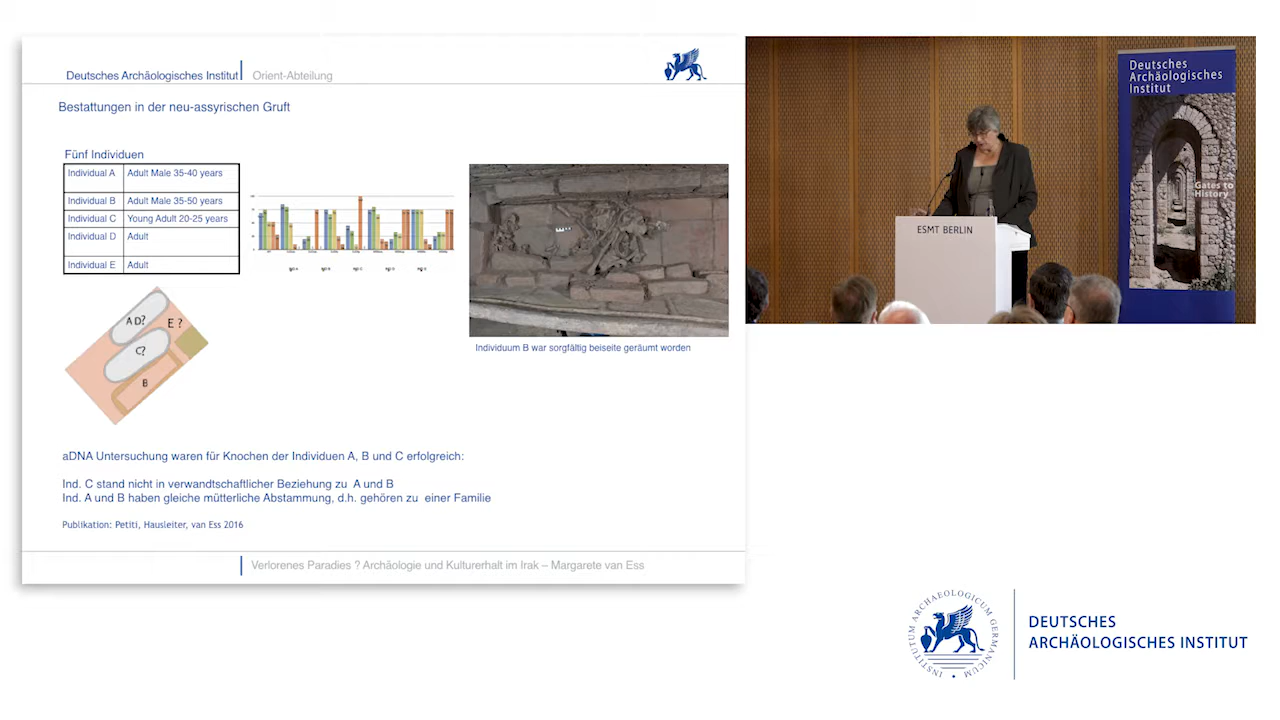 Deutsches Archäologisches Institut
Orient-Abteilung
Bestattungen in der neu-assyrischen Gruft
Fünf Individuen
Individual A Adult Male 35-40 years
Individual B Adult Male 35-50 years
Individual C Young Adult 20-25 years
Individual D Adult
Individual E Adult
A D?
E ?
C?
B
Individuum B war sorgfältig beiseite geräumt worden
aDNA Untersuchung waren für Knochen der Individuen A, B und C erfolgreich:
Ind. C stand nicht in verwandtschaftlicher Beziehung zu A und B
Ind. A und B haben gleiche mütterliche Abstammung, d.h. gehören zu einer Familie
Publikation: Petiti, Hausleiter, van Ess 2016
Verlorenes Paradies ? Archäologie und Kulturerhalt im Irak – Margarete van Ess
Deutsches
Archäologisches
Institut
Gates to
History
ESMT BERLIN
INSTITUTUM ARCHAEOLOGICUM GERMANICUM
DEUTSCHES
ARCHÄOLOGISCHES INSTITUT